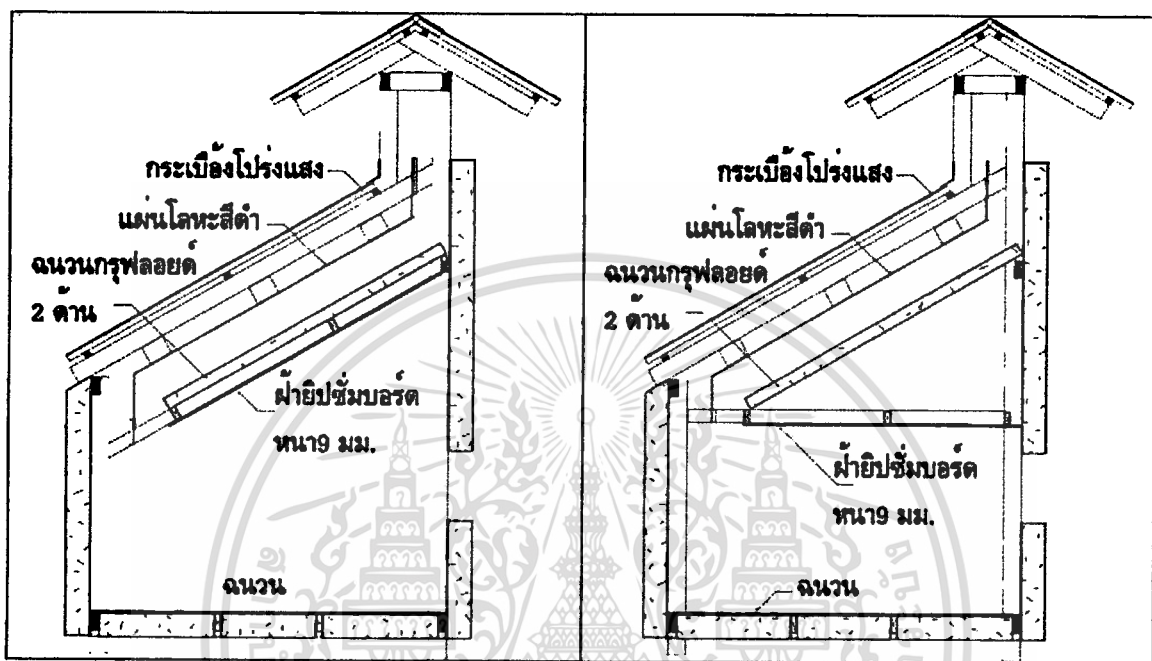 กระเบื้องโปร่งแสง
แผ่นโลหะสีดำ
ฉนวนกรุฟลอยด์
2 ด้าน
ฝ้ายิปซั่มบอร์ด
หนา9 มม.
ฉนวน
กระเบื้องโปร่งแสง
แผ่นโลหะสีดำ
ฉนวนกรุฟลอยด์
2 ด้าน
ฝ้ายิปซั่มบอร์ด
หนา9 มม.
ฉนวน